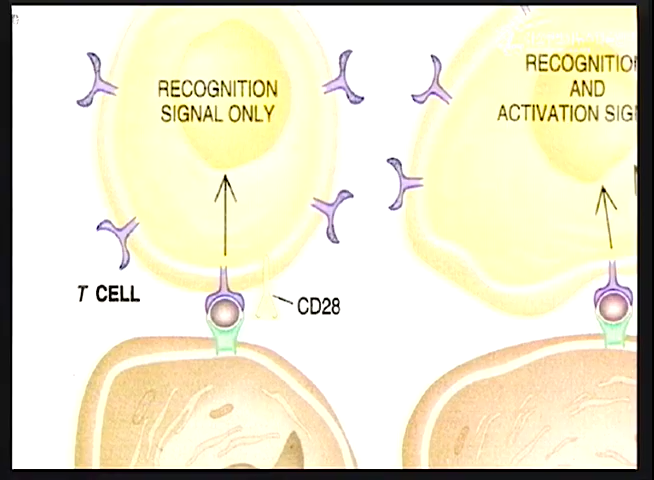 RECOGNITION
SIGNAL ONLY
RECOGNITIO
AND
ACTIVATION SIG
T CELL
CD28